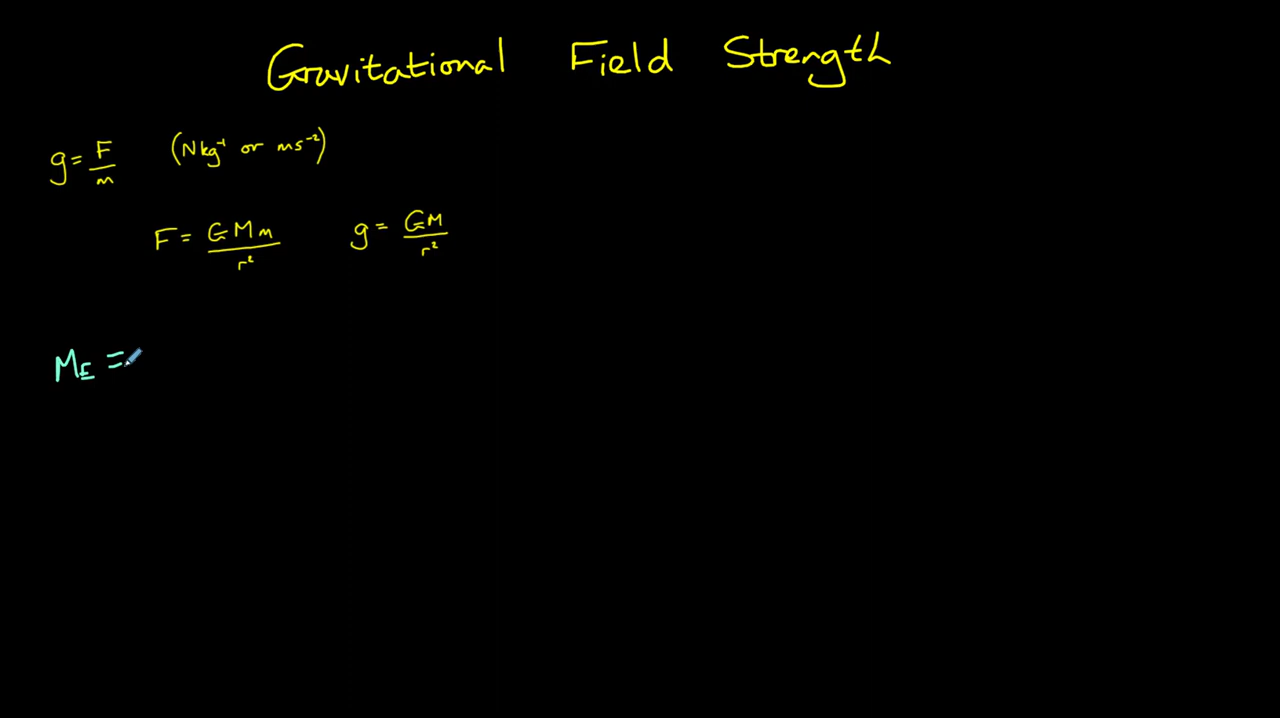 Gravitational Field Strength
g = F/m (Nkg⁻¹ or ms⁻²)
F = GMm/r² g = GM/r²
M_E =